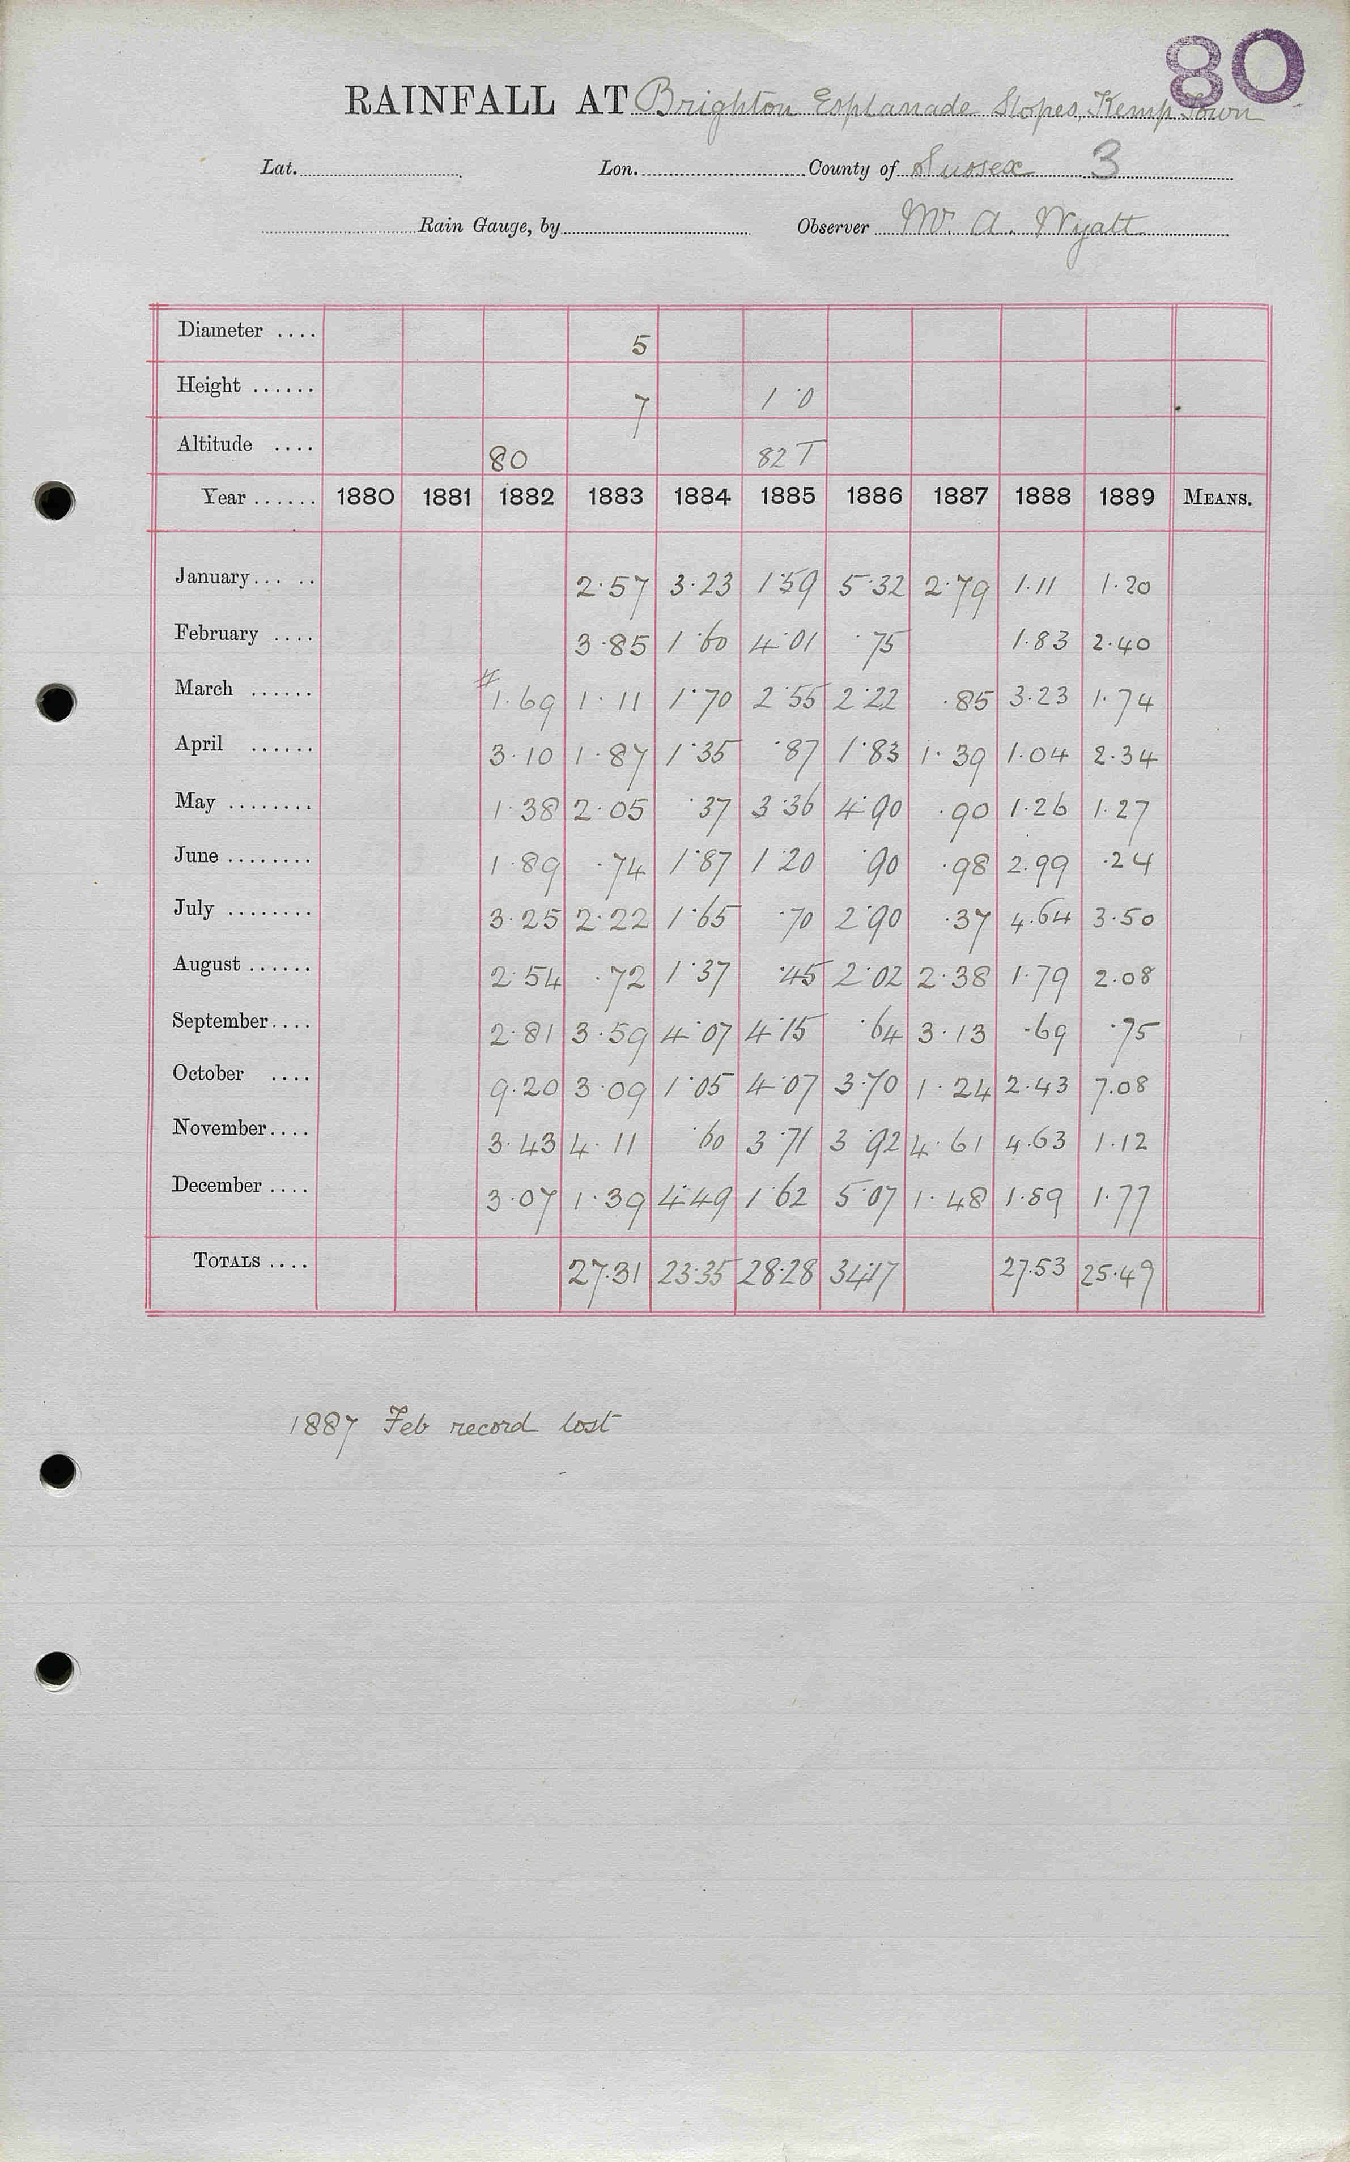 80
RAINFALL AT Brighton Esplanade Slopes, Kemp Town
Lat. Lon. County of Sussex 3
Rain Gauge, by Observer Mr. A. Wyatt
Diameter .... 5
Height ...... 7 1·0
Altitude .... 80 82 T
Year ...... 1880 1881 1882 1883 1884 1885 1886 1887 1888 1889 MEANS.
January... .. 2·57 3·23 1·59 5·32 2·79 1·11 1·20
February .... 3·85 1·60 4·01 ·75 1·83 2·40
March ...... #1·69 1·11 1·70 2·55 2·22 ·85 3·23 1·74
April ...... 3·10 1·87 1·35 ·87 1·83 1·39 1·04 2·34
May ........ 1·38 2·05 ·37 3·36 4·90 ·90 1·26 1·27
June ........ 1·89 ·74 1·87 1·20 ·90 ·98 2·99 ·24
July ........ 3·25 2·22 1·65 ·70 2·90 ·37 4·64 3·50
August ...... 2·54 ·72 1·37 ·45 2·02 2·38 1·79 2·08
September.... 2·81 3·59 4·07 4·15 ·64 3·13 ·69 ·75
October .... 9·20 3·09 1·05 4·07 3·70 1·24 2·43 7·08
November.... 3·43 4·11 ·60 3·71 3·92 4·61 4·63 1·12
December .... 3·07 1·39 4·49 1·62 5·07 1·48 1·89 1·77
TOTALS .... 27·31 23·35 28·28 34·17 27·53 25·49
1887 Feb record lost